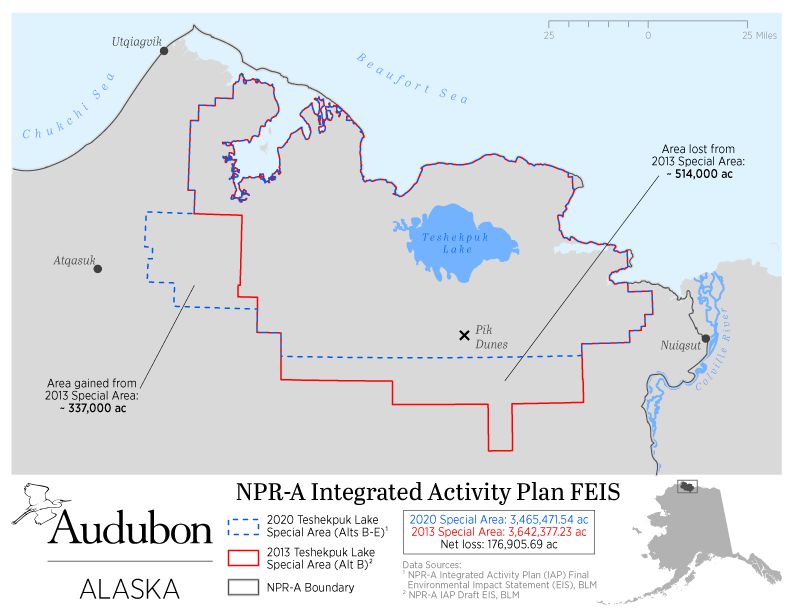 Utqiagvik
Chukchi Sea
Beaufort Sea
25 0 25 Miles
Area lost from
2013 Special Area:
~ 514,000 ac
Teshekpuk
Lake
Atqasuk
Pik
Dunes
Nuiqsut
Colville River
Area gained from
2013 Special Area:
~ 337,000 ac
Audubon
ALASKA
NPR-A Integrated Activity Plan FEIS
2020 Teshekpuk Lake
Special Area (Alts B-E)¹
2013 Teshekpuk Lake
Special Area (Alt B)²
NPR-A Boundary
2020 Special Area: 3,465,471.54 ac
2013 Special Area: 3,642,377.23 ac
Net loss: 176,905.69 ac
Data Sources:
¹ NPR-A Integrated Activity Plan (IAP) Final
Environmental Impact Statement (EIS), BLM
² NPR-A IAP Draft EIS, BLM